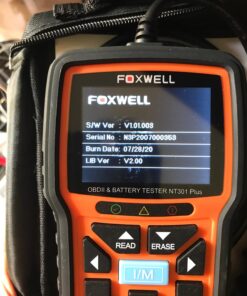 FOXWELL
FOXWELL
S/W Ver : V1.01.003
Serial No : N3P2007000353
Burn Date: 07/28/20
LIB Ver : V2.00
OBDII & BATTERY TESTER NT301 Plus
READ
ERASE
I/M